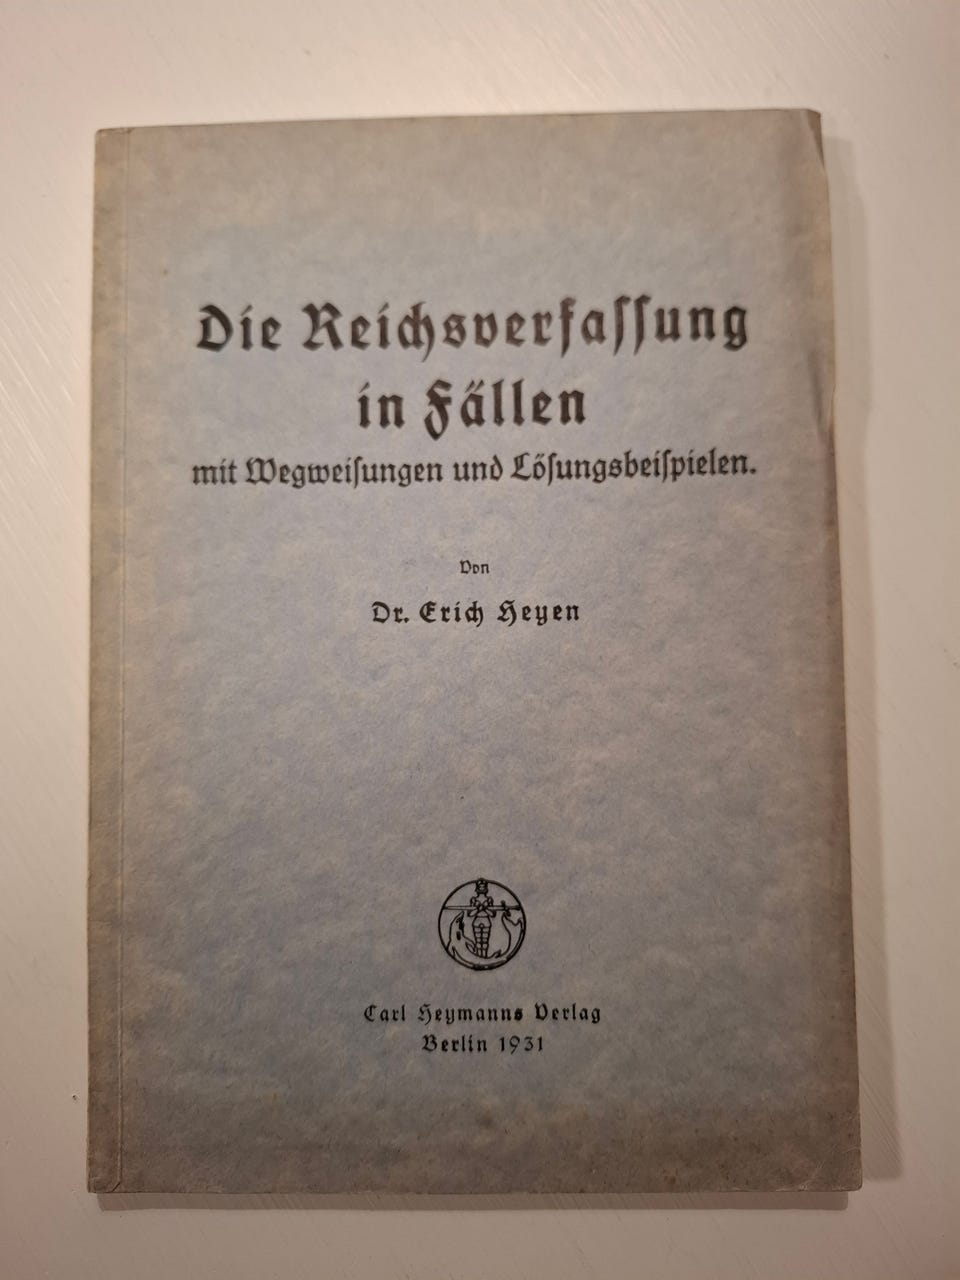 Die Reichsverfaſſung
in Fällen
mit Wegweiſungen und Löſungsbeiſpielen.
Von
Dr. Erich Heyen
Carl Heymanns Verlag
Berlin 1931